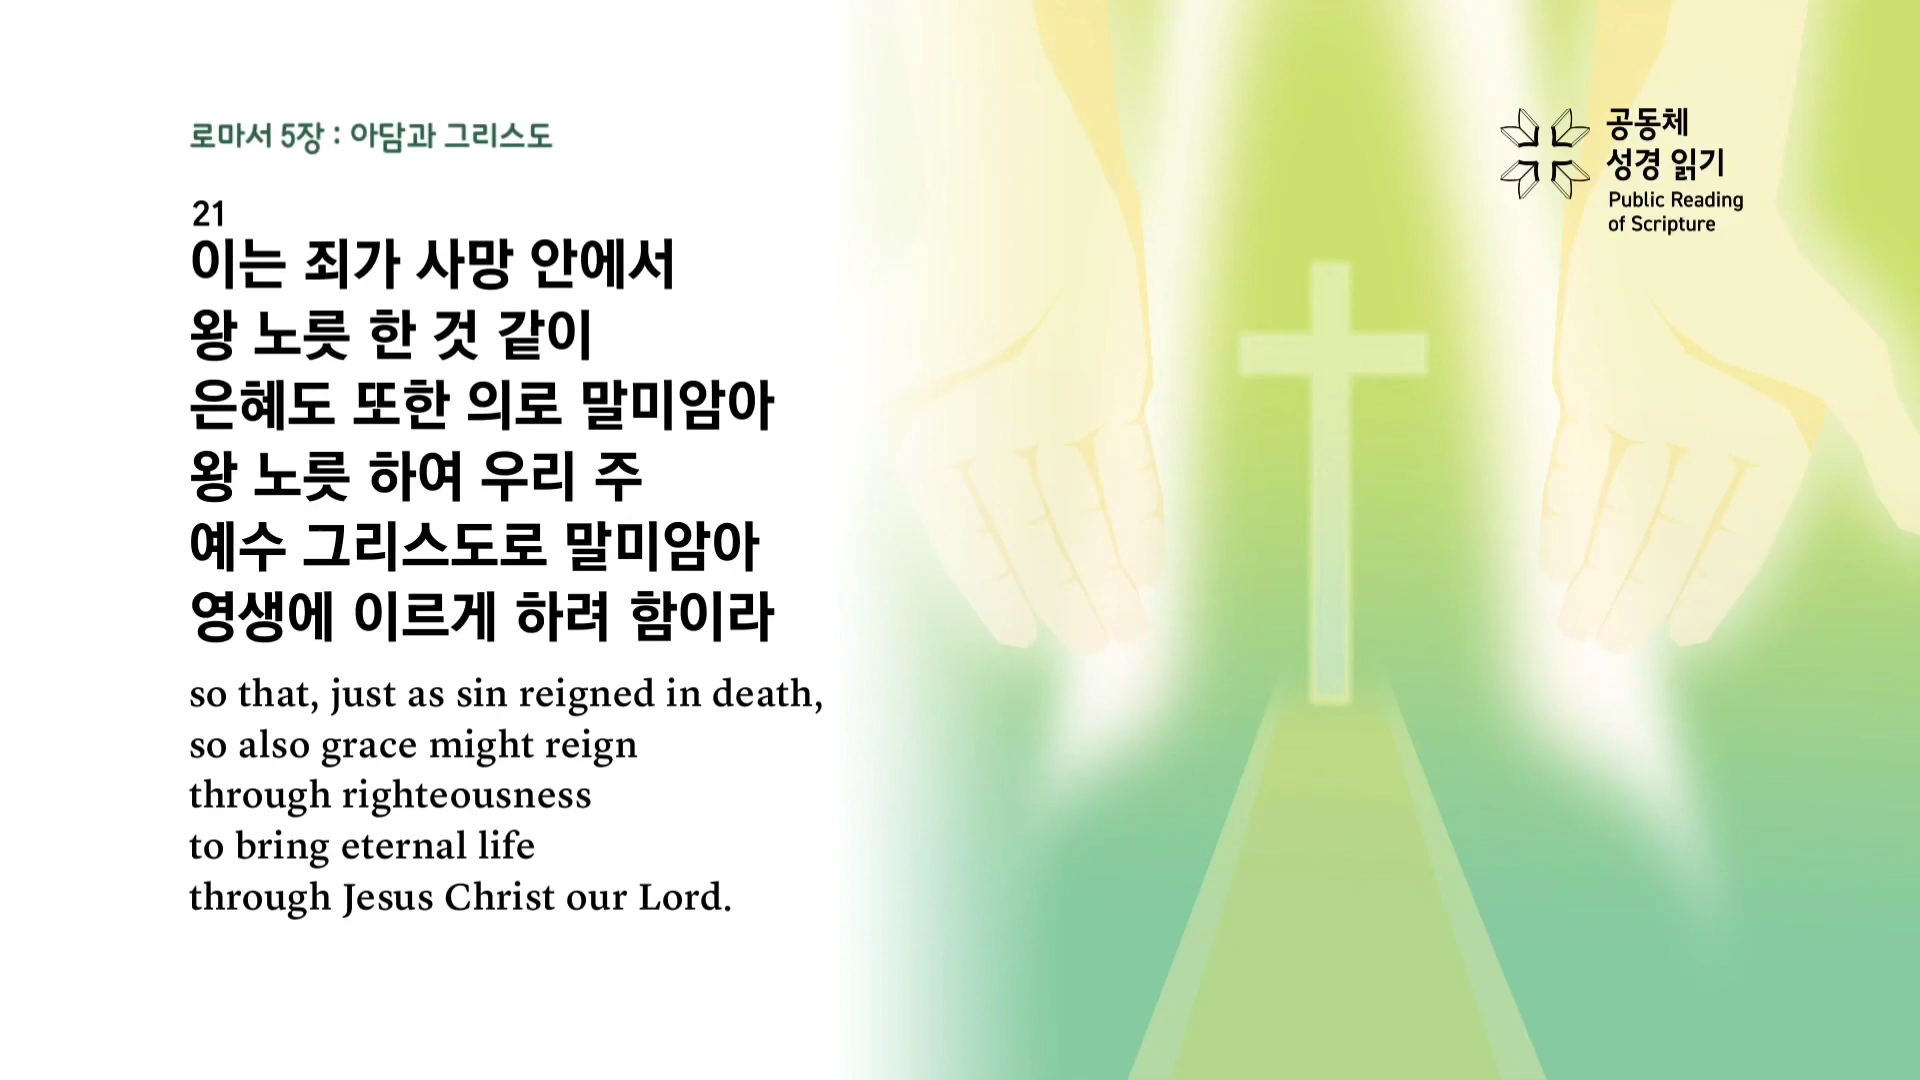 로마서 5장 : 아담과 그리스도
21
이는 죄가 사망 안에서
왕 노릇 한 것 같이
은혜도 또한 의로 말미암아
왕 노릇 하여 우리 주
예수 그리스도로 말미암아
영생에 이르게 하려 함이라
so that, just as sin reigned in death,
so also grace might reign
through righteousness
to bring eternal life
through Jesus Christ our Lord.
공동체
성경 읽기
Public Reading
of Scripture